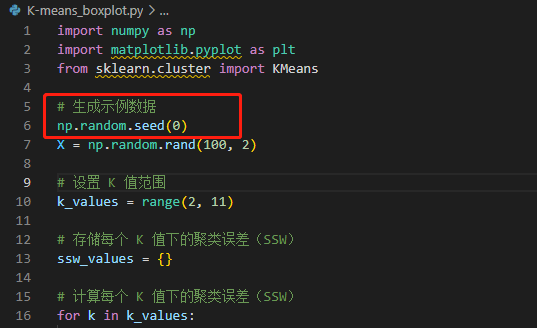 K-means_boxplot.py > ...
1 import numpy as np
2 import matplotlib.pyplot as plt
3 from sklearn.cluster import KMeans
4
5 # 生成示例数据
6 np.random.seed(0)
7 X = np.random.rand(100, 2)
8
9 # 设置 K 值范围
10 k_values = range(2, 11)
11
12 # 存储每个 K 值下的聚类误差（SSW）
13 ssw_values = {}
14
15 # 计算每个 K 值下的聚类误差（SSW）
16 for k in k_values: